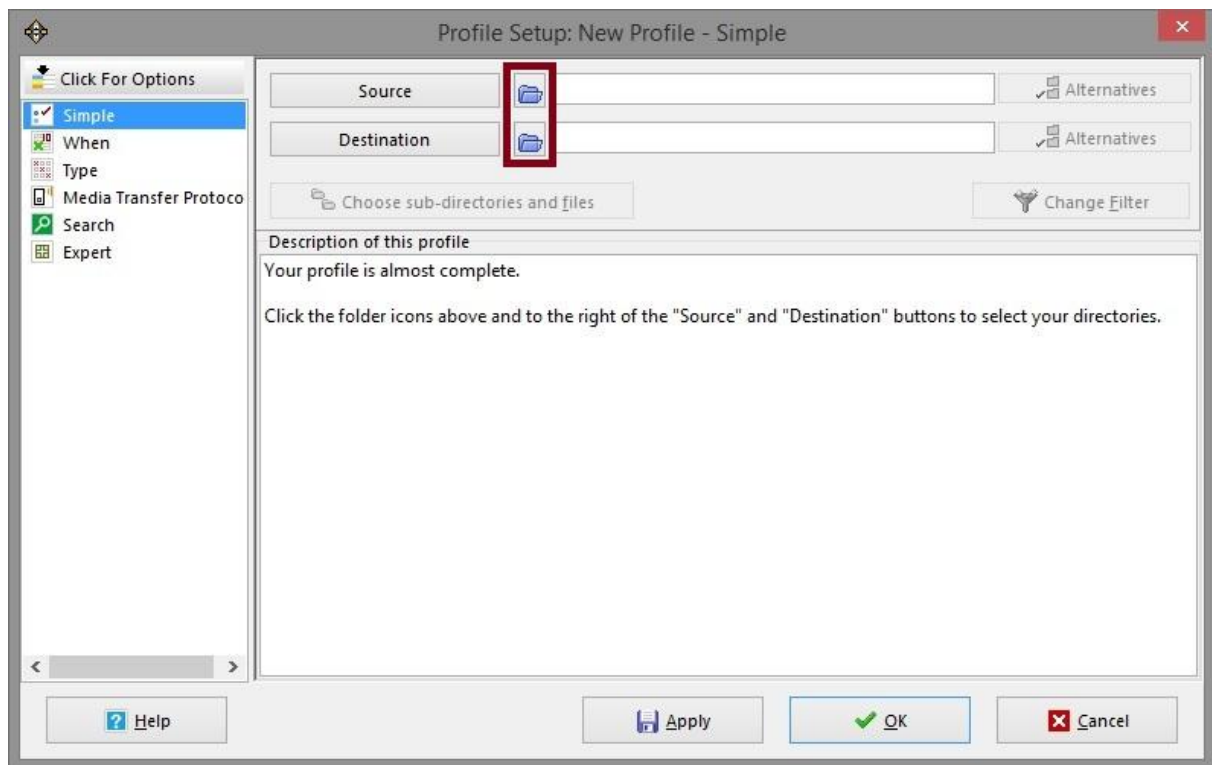 Profile Setup: New Profile - Simple
Click For Options
Simple
When
Type
Media Transfer Protoco
Search
Expert
Source
Alternatives
Destination
Alternatives
Choose sub-directories and files
Change Filter
Description of this profile
Your profile is almost complete.
Click the folder icons above and to the right of the "Source" and "Destination" buttons to select your directories.
Help
Apply
OK
Cancel